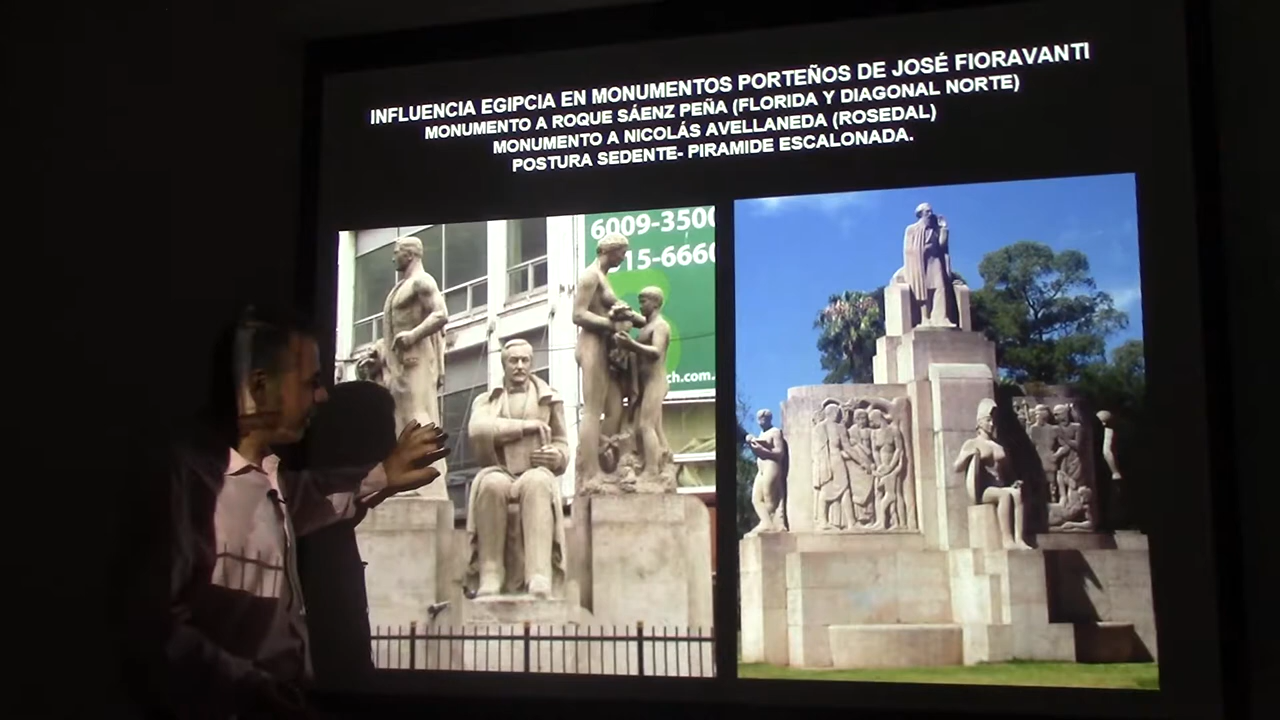 INFLUENCIA EGIPCIA EN MONUMENTOS PORTEÑOS DE JOSÉ FIORAVANTI
MONUMENTO A ROQUE SÁENZ PEÑA (FLORIDA Y DIAGONAL NORTE)
MONUMENTO A NICOLÁS AVELLANEDA (ROSEDAL)
POSTURA SEDENTE- PIRAMIDE ESCALONADA.
6009-3500
15-6660
ch.com.